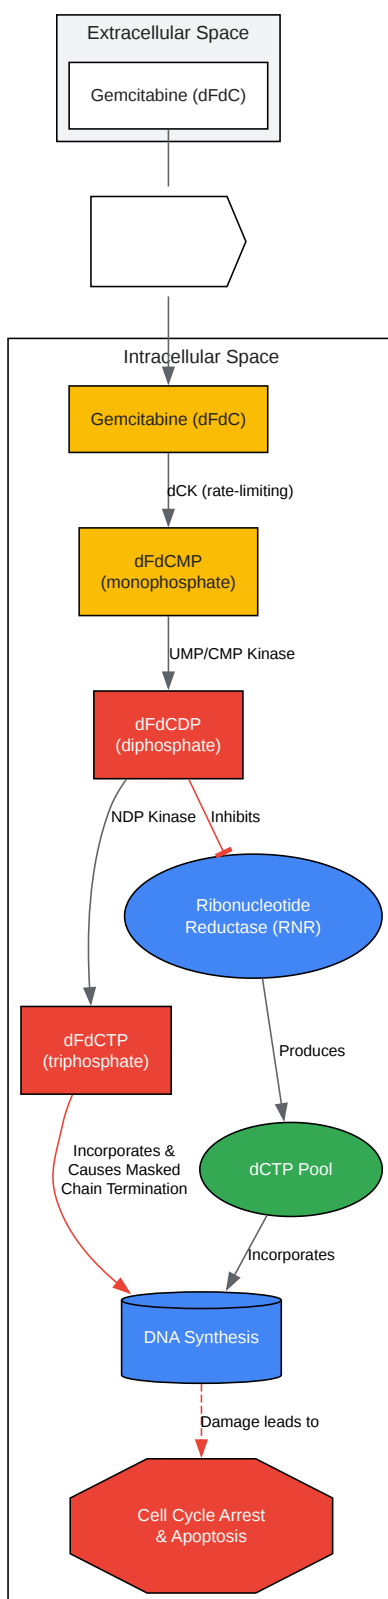 Extracellular Space
Gemcitabine (dFdC)
Intracellular Space
Gemcitabine (dFdC)
dCK (rate-limiting)
dFdCMP
(monophosphate)
UMP/CMP Kinase
dFdCDP
(diphosphate)
NDP Kinase
Inhibits
Ribonucleotide
Reductase (RNR)
dFdCTP
(triphosphate)
Produces
Incorporates &
Causes Masked
Chain Termination
dCTP Pool
Incorporates
DNA Synthesis
Damage leads to
Cell Cycle Arrest
& Apoptosis